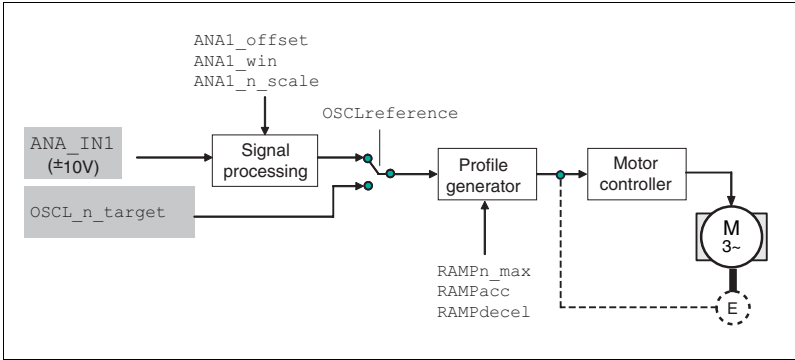 ANA1_offset
ANA1_win
ANA1_n_scale
OSCLreference
ANA_IN1
(±10V)
Signal
processing
Profile
generator
Motor
controller
OSCL_n_target
M
3~
RAMPn_max
RAMPacc
RAMPdecel
E